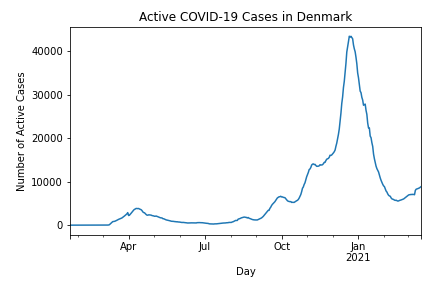 Active COVID-19 Cases in Denmark
Number of Active Cases
40000
30000
20000
10000
0
Apr
Jul
Oct
Jan
2021
Day